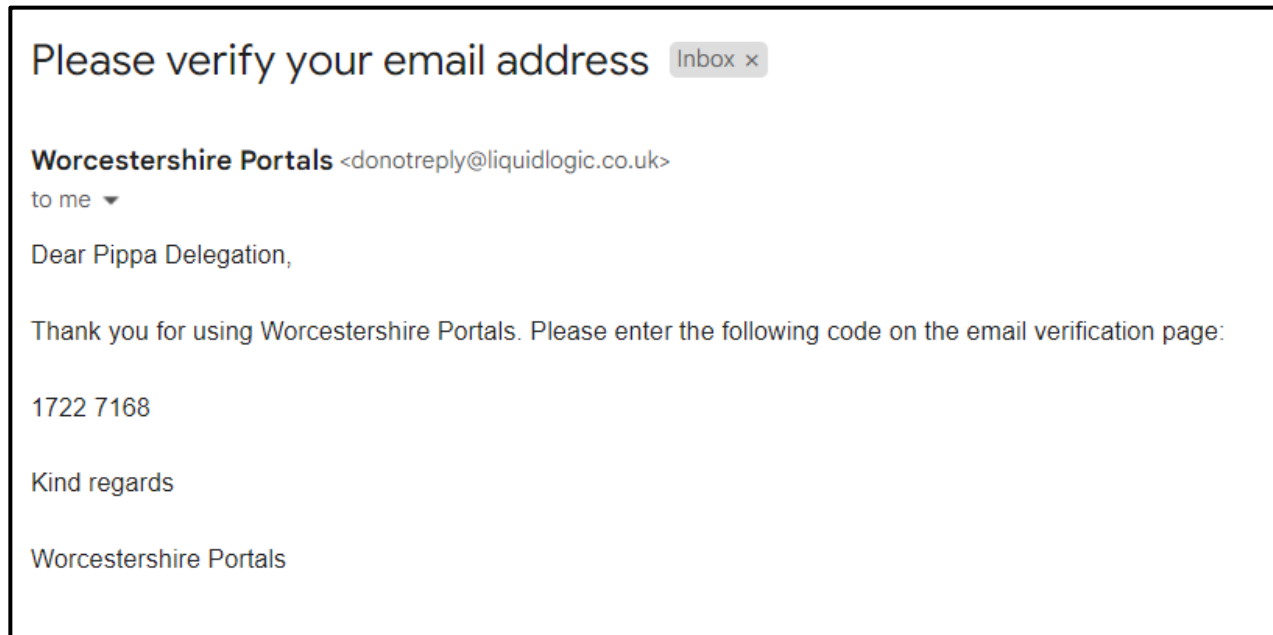 Please verify your email address Inbox ×
Worcestershire Portals <donotreply@liquidlogic.co.uk>
to me
Dear Pippa Delegation,
Thank you for using Worcestershire Portals. Please enter the following code on the email verification page:
1722 7168
Kind regards
Worcestershire Portals